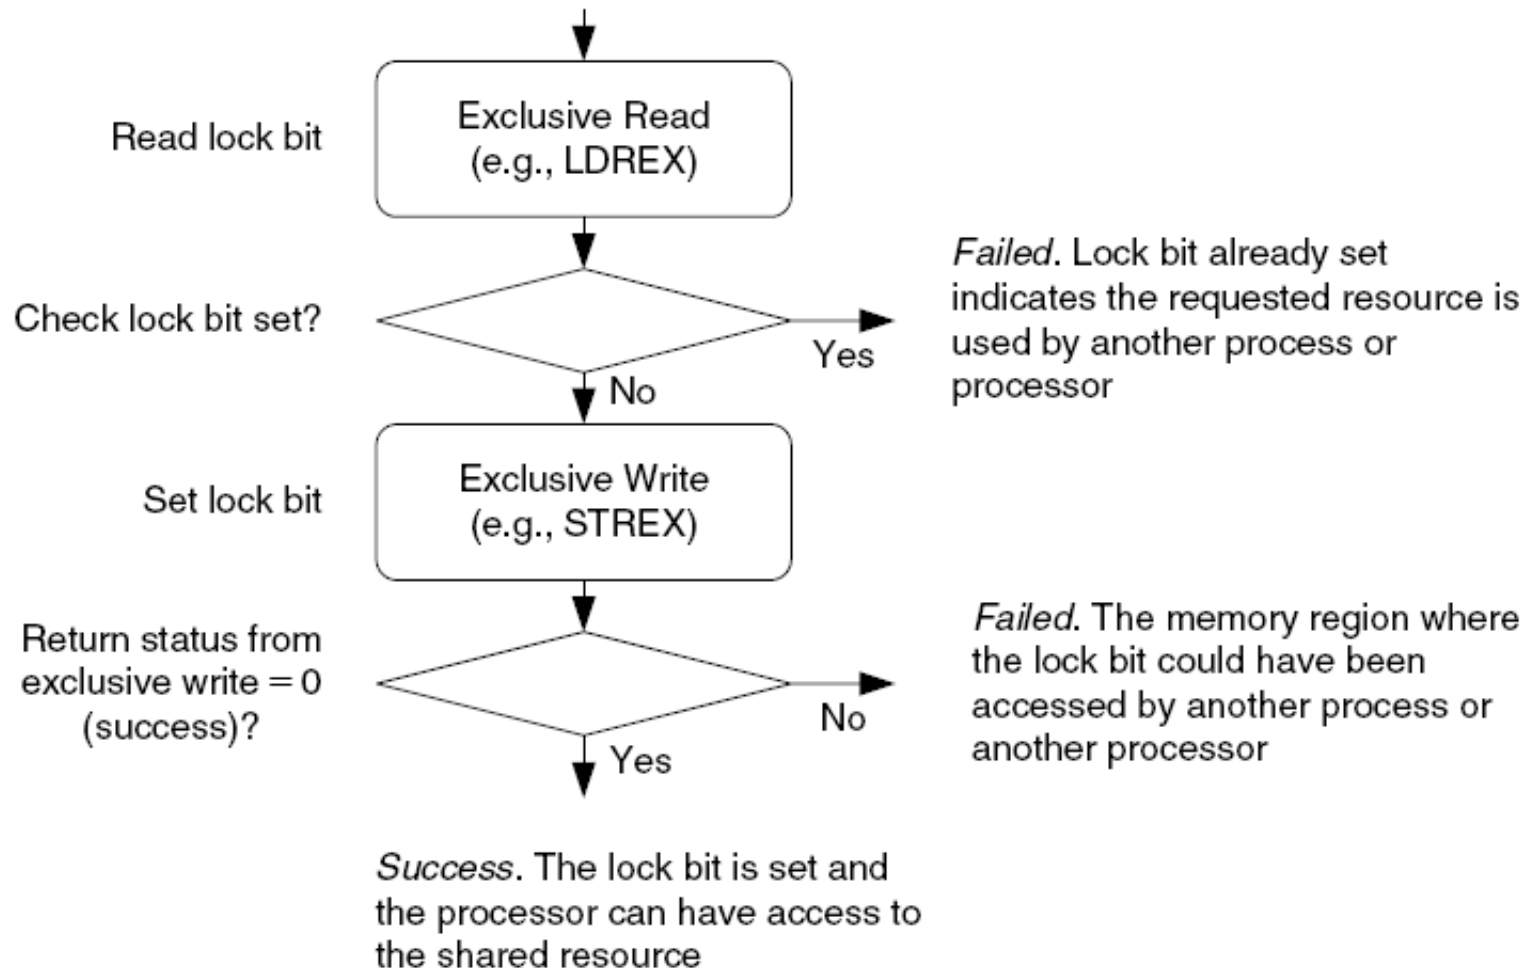 Read lock bit
Exclusive Read
(e.g., LDREX)
Check lock bit set?
Yes
Failed. Lock bit already set
indicates the requested resource is
used by another process or
processor
No
Set lock bit
Exclusive Write
(e.g., STREX)
Return status from
exclusive write = 0
(success)?
No
Failed. The memory region where
the lock bit could have been
accessed by another process or
another processor
Yes
Success. The lock bit is set and
the processor can have access to
the shared resource